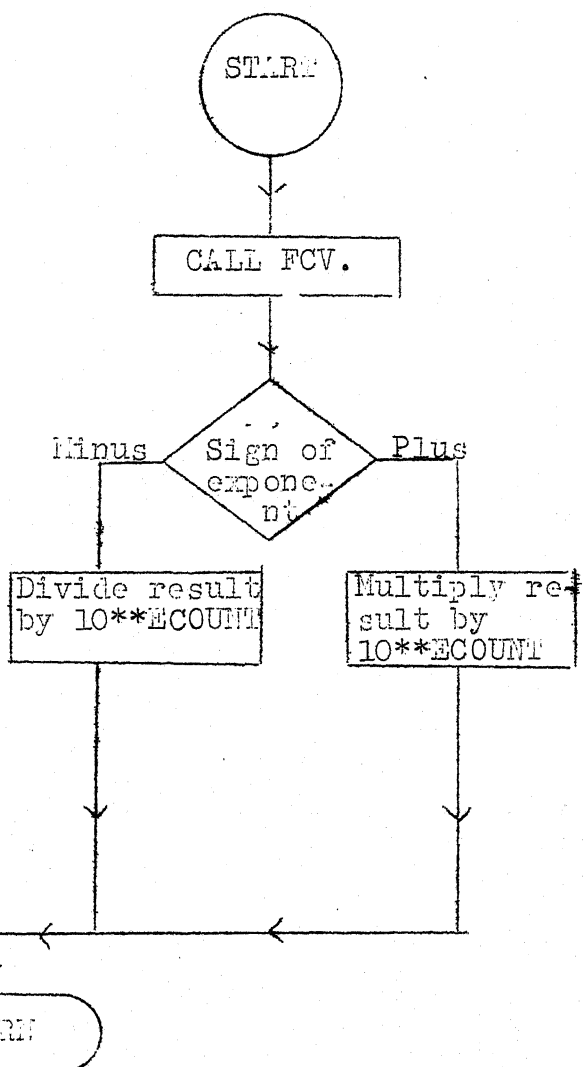 START
CALL FCV.
Minus
Sign of
expone-
nt
Plus
Divide result
by 10**ECOUNT
Multiply re-
sult by
10**ECOUNT